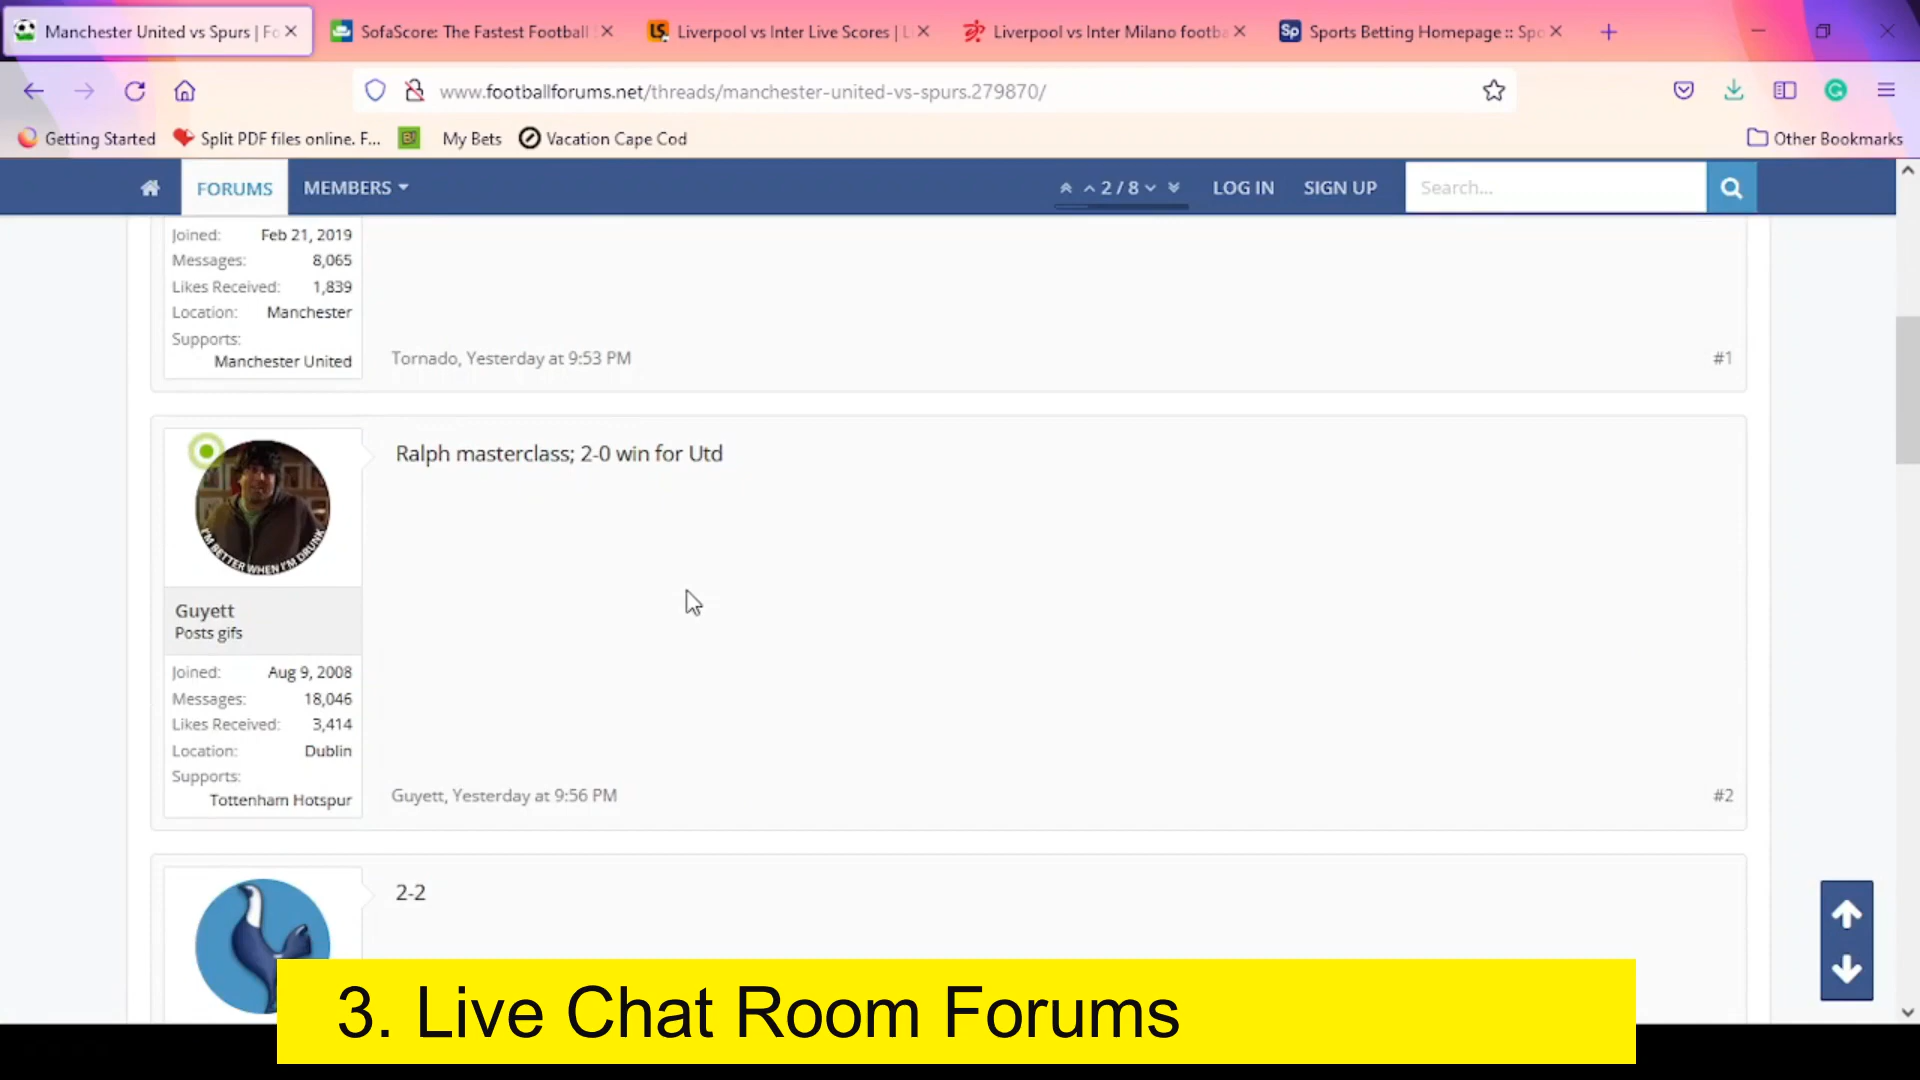 Manchester United vs Spurs | Fo
SofaScore: The Fastest Football
Liverpool vs Inter Live Scores | L
Liverpool vs Inter Milano footba
Sports Betting Homepage :: Spo
www.footballforums.net/threads/manchester-united-vs-spurs.279870/
Getting Started
Split PDF files online. F...
My Bets
Vacation Cape Cod
Other Bookmarks
FORUMS
MEMBERS
2 / 8
LOG IN
SIGN UP
Search...
Joined: Feb 21, 2019
Messages: 8,065
Likes Received: 1,839
Location: Manchester
Supports:
Manchester United
Tornado, Yesterday at 9:53 PM
#1
Ralph masterclass; 2-0 win for Utd
I'M BETTER WHEN I'M DRUNK
Guyett
Posts gifs
Joined: Aug 9, 2008
Messages: 18,046
Likes Received: 3,414
Location: Dublin
Supports:
Tottenham Hotspur
Guyett, Yesterday at 9:56 PM
#2
2-2
3. Live Chat Room Forums